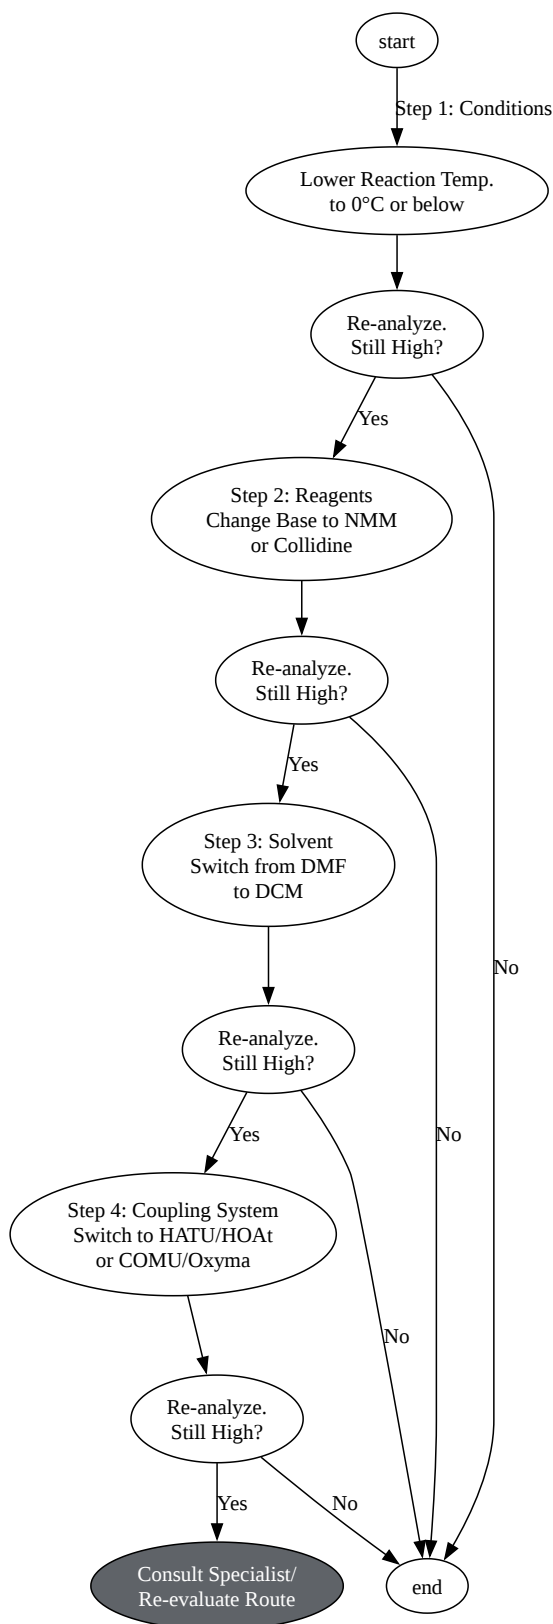 start
Step 1: Conditions
Lower Reaction Temp.
to 0°C or below
Re-analyze.
Still High?
Yes
Step 2: Reagents
Change Base to NMM
or Collidine
Re-analyze.
Still High?
Yes
Step 3: Solvent
Switch from DMF
to DCM
No
Re-analyze.
Still High?
Yes
No
Step 4: Coupling System
Switch to HATU/HOAt
or COMU/Oxyma
No
Re-analyze.
Still High?
Yes
No
Consult Specialist/
Re-evaluate Route
end